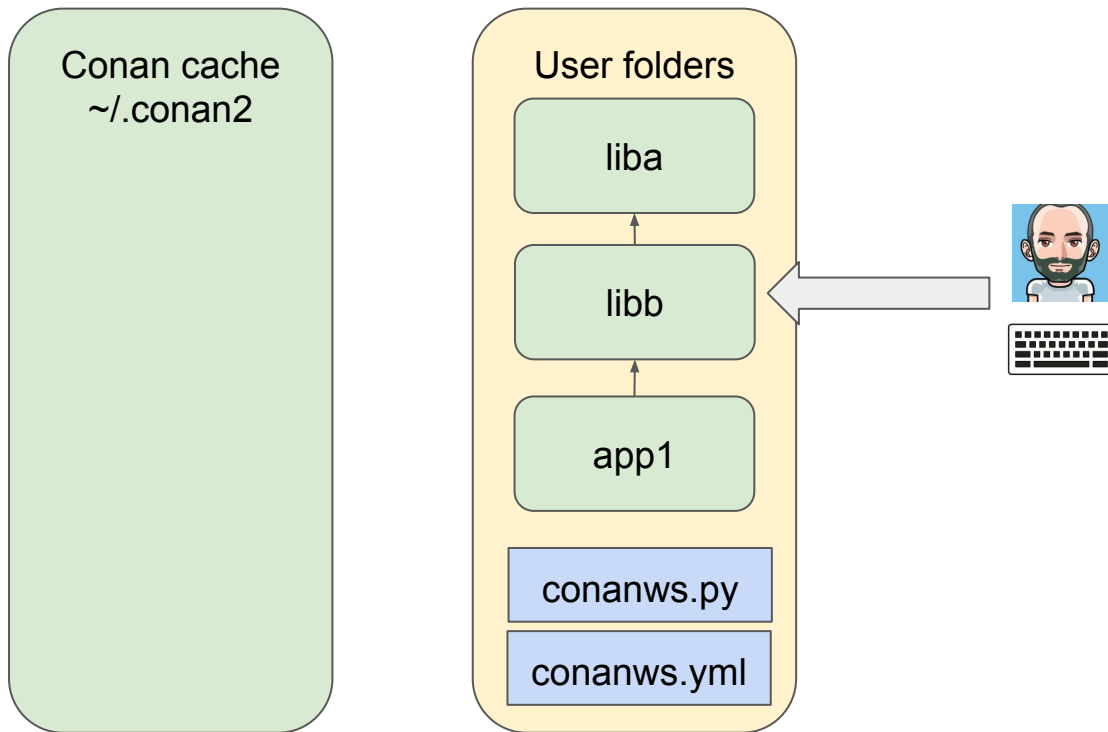 Conan cache
~/.conan2
User folders
liba
libb
app1
conanws.py
conanws.yml